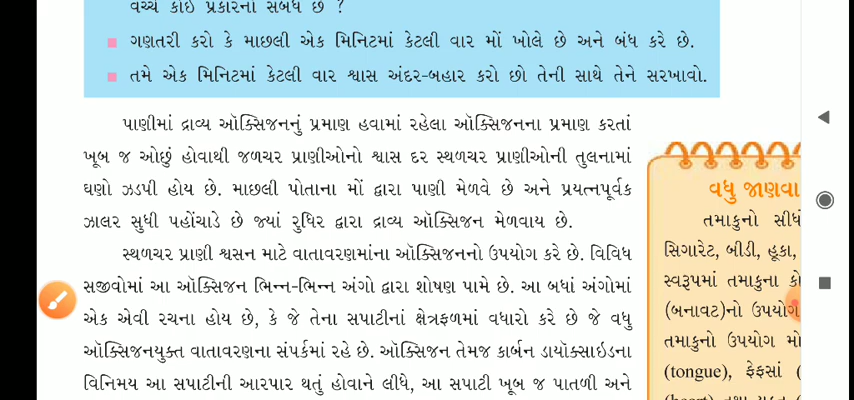 વચ્ચે કોઈ પ્રકારનો સંબંધ છે ?
ગણતરી કરો કે માછલી એક મિનિટમાં કેટલી વાર મોં ખોલે છે અને બંધ કરે છે.
તમે એક મિનિટમાં કેટલી વાર શ્વાસ અંદર-બહાર કરો છો તેની સાથે તેને સરખાવો.
પાણીમાં દ્રાવ્ય ઑક્સિજનનું પ્રમાણ હવામાં રહેલા ઑક્સિજનના પ્રમાણ કરતાં
ખૂબ જ ઓછું હોવાથી જળચર પ્રાણીઓનો શ્વાસ દર સ્થળચર પ્રાણીઓની તુલનામાં
ઘણો ઝડપી હોય છે. માછલી પોતાના મોં દ્વારા પાણી મેળવે છે અને પ્રયત્નપૂર્વક
ઝાલર સુધી પહોંચાડે છે જ્યાં રુધિર દ્વારા દ્રાવ્ય ઑક્સિજન મેળવાય છે.
સ્થળચર પ્રાણી શ્વસન માટે વાતાવરણમાંના ઑક્સિજનનો ઉપયોગ કરે છે. વિવિધ
સજીવોમાં આ ઑક્સિજન ભિન્ન-ભિન્ન અંગો દ્વારા શોષણ પામે છે. આ બધાં અંગોમાં
એક એવી રચના હોય છે, કે જે તેના સપાટીનાં ક્ષેત્રફળમાં વધારો કરે છે જે વધુ
ઑક્સિજનયુક્ત વાતાવરણના સંપર્કમાં રહે છે. ઑક્સિજન તેમજ કાર્બન ડાયૉક્સાઇડના
વિનિમય આ સપાટીની આરપાર થતું હોવાને લીધે, આ સપાટી ખૂબ જ પાતળી અને
વધુ જાણવા
તમાકુનો સીધો
સિગારેટ, બીડી, હૂકા,
સ્વરૂપમાં તમાકુના કો
(બનાવટ)નો ઉપયોગ
તમાકુનો ઉપયોગ મો
(tongue), ફેફસાં (